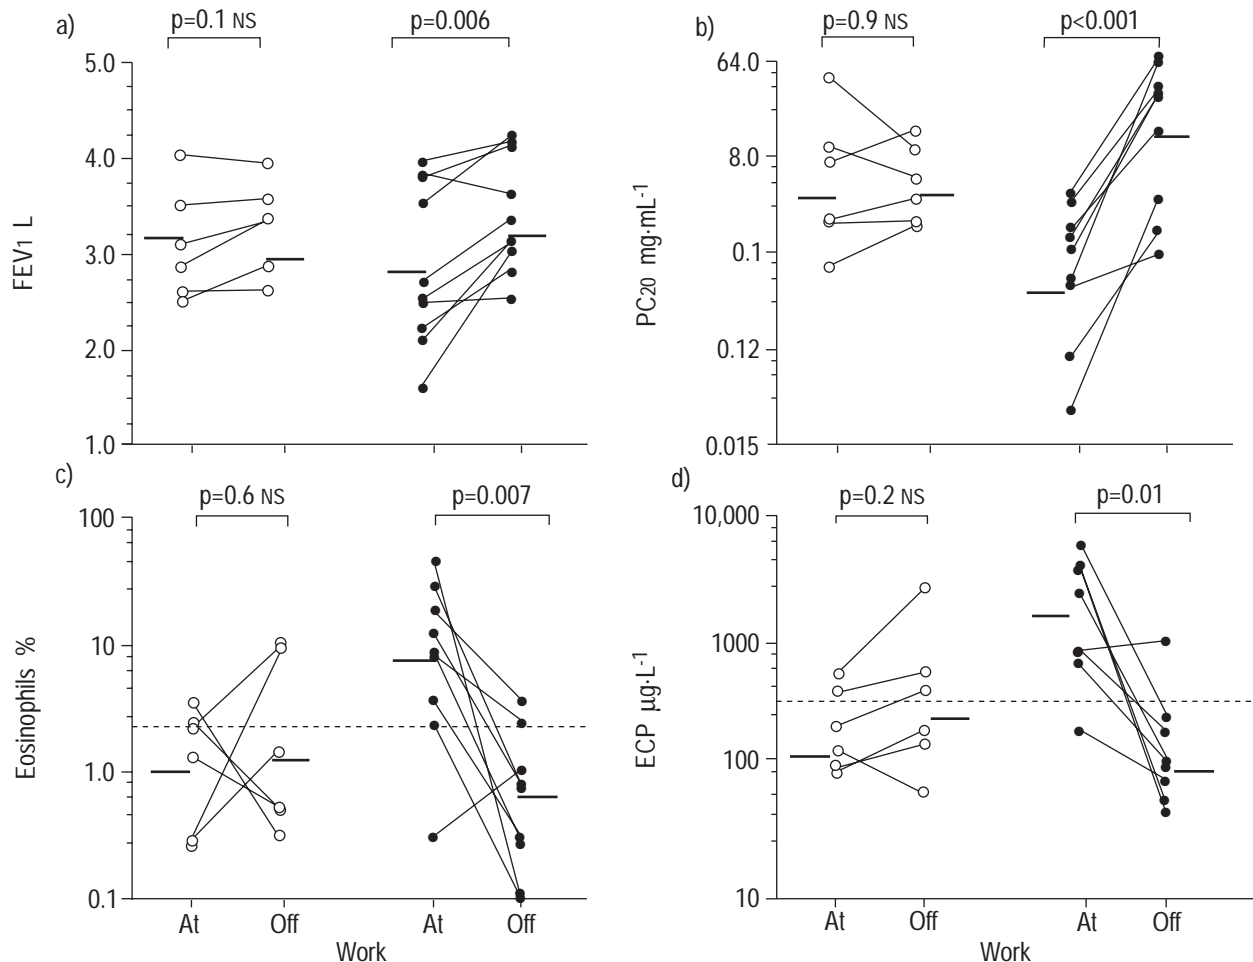 a)
p=0.1 NS
p=0.006
5.0
4.0
3.0
2.0
1.0
FEV1 L
b)
p=0.9 NS
p<0.001
64.0
8.0
0.1
0.12
0.015
PC20 mg·mL-1
c)
p=0.6 NS
p=0.007
100
10
1.0
0.1
Eosinophils %
At
Off
At
Off
Work
d)
p=0.2 NS
p=0.01
10,000
1000
100
10
ECP µg·L-1
At
Off
At
Off
Work